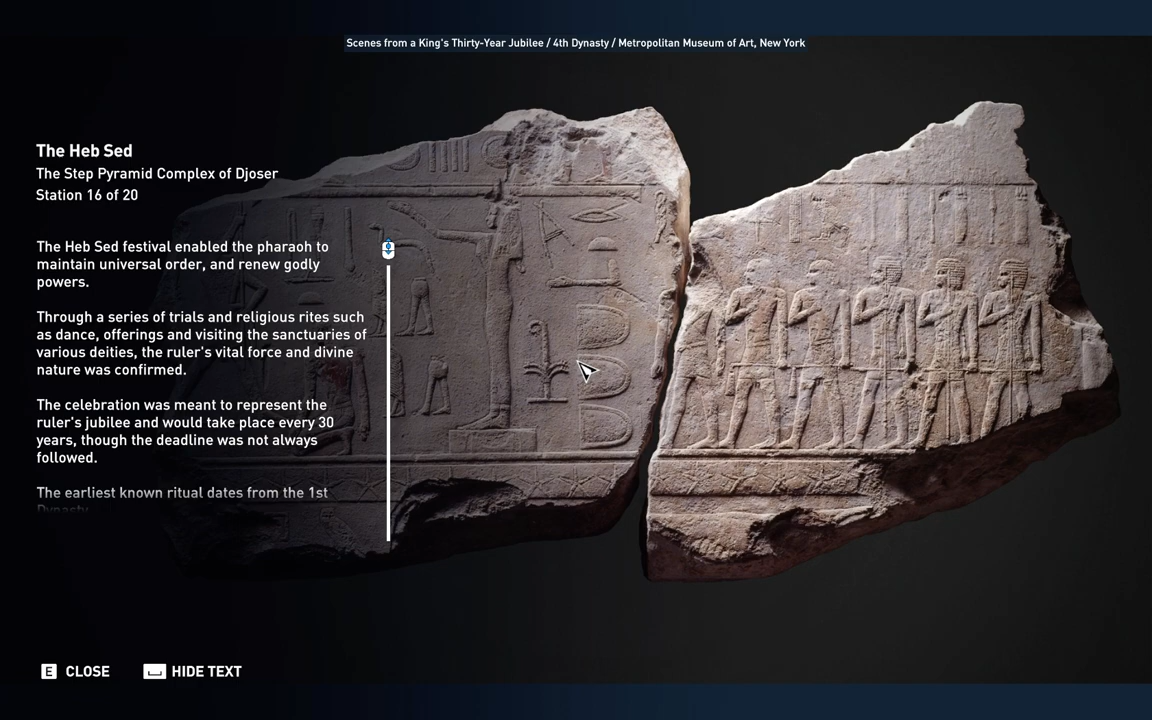 Scenes from a King's Thirty-Year Jubilee / 4th Dynasty / Metropolitan Museum of Art, New York
The Heb Sed
The Step Pyramid Complex of Djoser
Station 16 of 20
The Heb Sed festival enabled the pharaoh to
maintain universal order, and renew godly
powers.
Through a series of trials and religious rites such
as dance, offerings and visiting the sanctuaries of
various deities, the ruler's vital force and divine
nature was confirmed.
The celebration was meant to represent the
ruler's jubilee and would take place every 30
years, though the deadline was not always
followed.
The earliest known ritual dates from the 1st
Dynasty
E CLOSE
HIDE TEXT